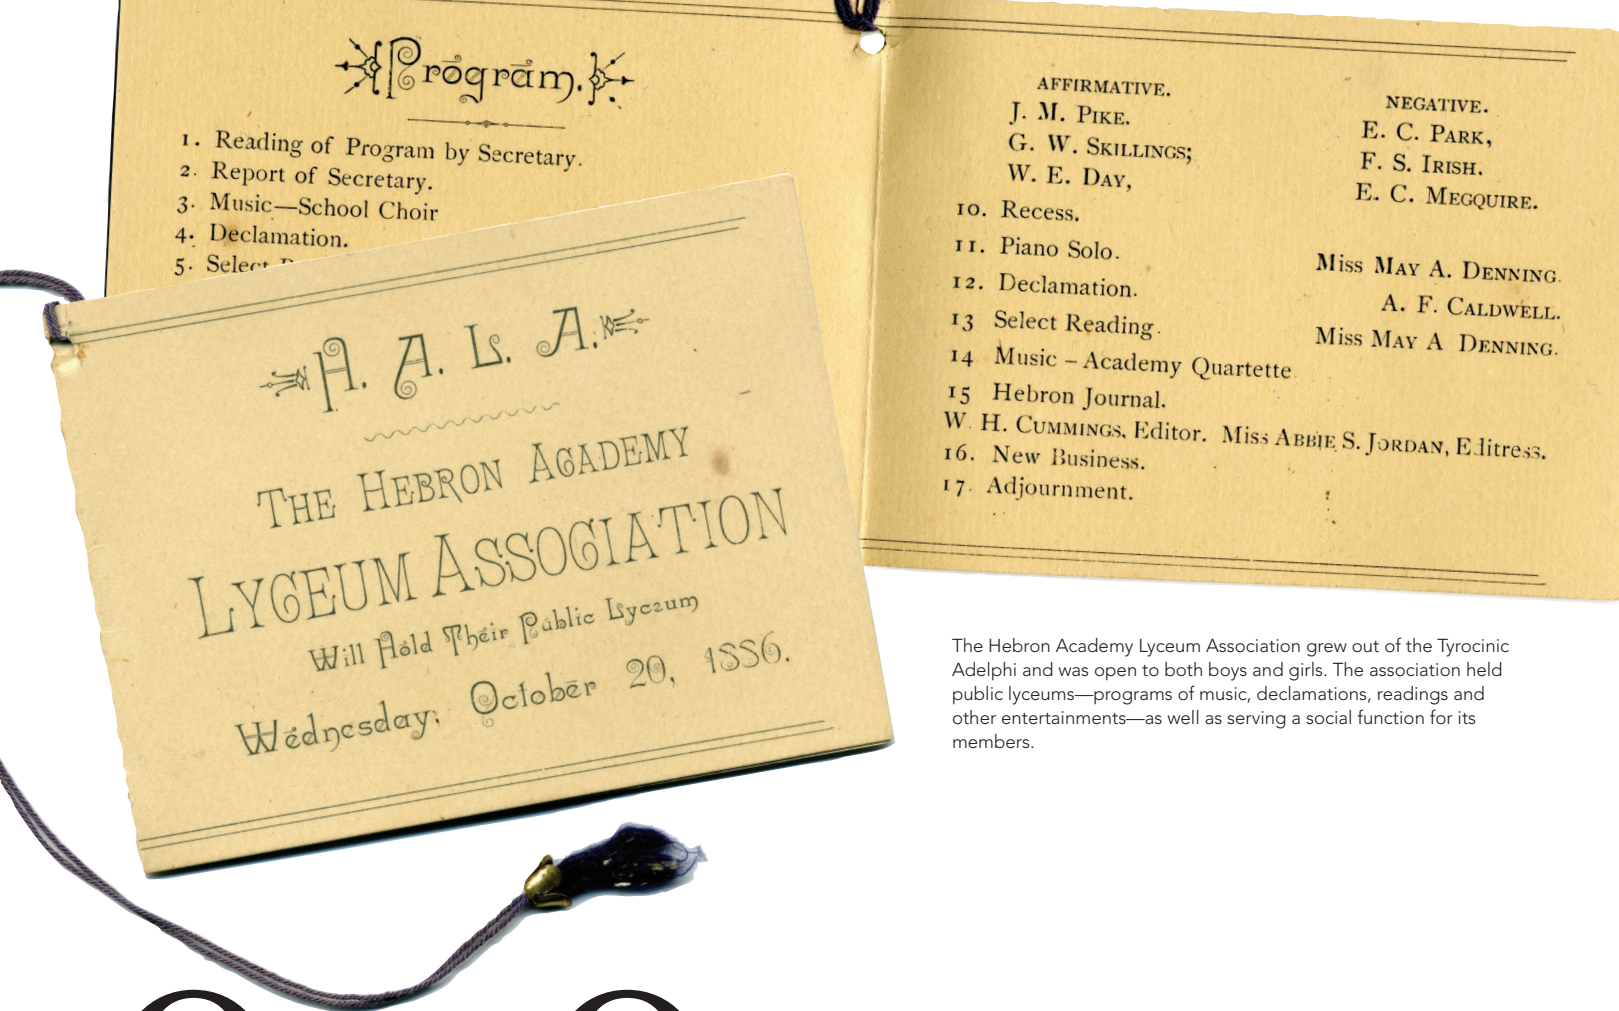 Program.
1. Reading of Program by Secretary.
2. Report of Secretary.
3. Music—School Choir
4. Declamation.
5. Select
AFFIRMATIVE.
J. M. PIKE.
G. W. SKILLINGS;
W. E. DAY,
NEGATIVE.
E. C. PARK,
F. S. IRISH.
E. C. MEGQUIRE.
10. Recess.
11. Piano Solo. Miss MAY A. DENNING.
12. Declamation. A. F. CALDWELL.
13 Select Reading. Miss MAY A DENNING.
14 Music – Academy Quartette
15 Hebron Journal.
W. H. CUMMINGS, Editor. Miss ABBIE S. JORDAN, Editress.
16. New Business.
17. Adjournment.
H. A. L. A.
THE HEBRON ACADEMY
LYCEUM ASSOCIATION
Will Hold Their Public Lyceum
Wednesday, October 20, 1886.
The Hebron Academy Lyceum Association grew out of the Tyrocinic
Adelphi and was open to both boys and girls. The association held
public lyceums—programs of music, declamations, readings and
other entertainments—as well as serving a social function for its
members.